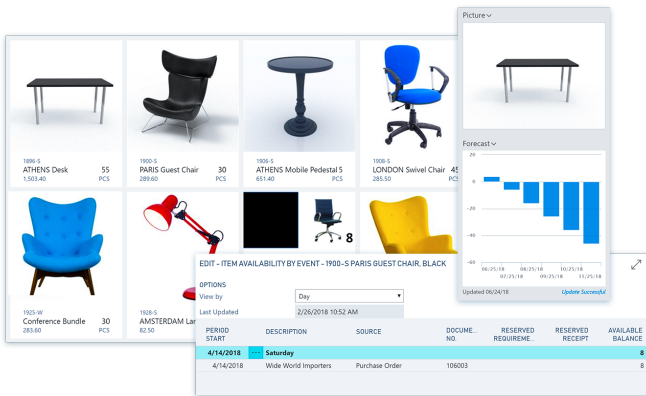 Picture
1896-S
ATHENS Desk 55
1,503.40 PCS
1900-S
PARIS Guest Chair 30
289.60 PCS
1906-S
ATHENS Mobile Pedestal 5
651.40 PCS
1908-S
LONDON Swivel Chair 45
285.50 PCS
Forecast
20
0
-20
-40
-60
06/25/18 08/25/18 10/25/18
07/25/18 09/25/18 11/25/18
Updated 06/24/18 Update Successful
8
1925-W
Conference Bundle 30
283.60 PCS
1928-S
AMSTERDAM Lar
82.50
EDIT - ITEM AVAILABILITY BY EVENT - 1900-S PARIS GUEST CHAIR, BLACK
OPTIONS
View by Day
Last Updated 2/26/2018 10:52 AM
PERIOD START DESCRIPTION SOURCE DOCUME... NO. RESERVED REQUIREME... RESERVED RECEIPT AVAILABLE BALANCE
4/14/2018 ... Saturday 8
4/14/2018 Wide World Importers Purchase Order 106003 8